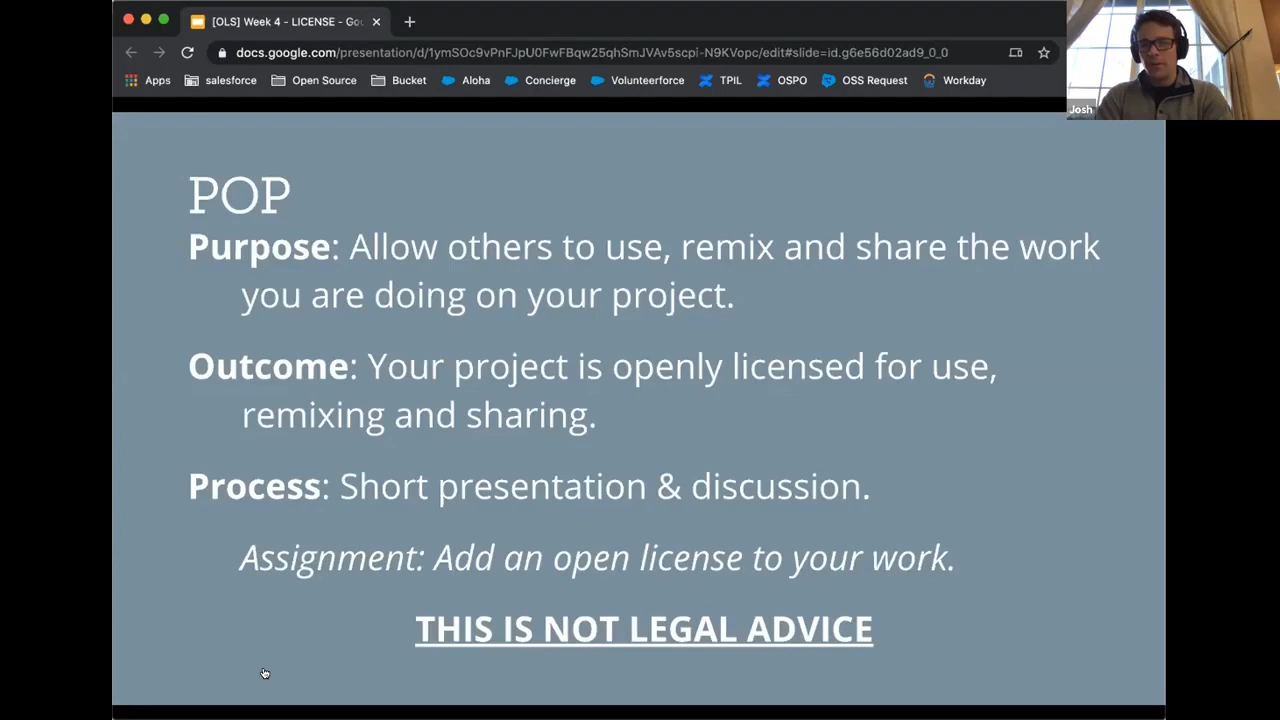 [OLS] Week 4 - LICENSE - Goo
docs.google.com/presentation/d/1ymSOc9vPnFJpU0FwFBqw25qhSmJVAv5scpi-N9KVopc/edit#slide=id.g6e56d02ad9_0_0
Apps salesforce Open Source Bucket Aloha Concierge Volunteerforce TPIL OSPO OSS Request Workday
Josh
POP
Purpose: Allow others to use, remix and share the work
you are doing on your project.
Outcome: Your project is openly licensed for use,
remixing and sharing.
Process: Short presentation & discussion.
Assignment: Add an open license to your work.
THIS IS NOT LEGAL ADVICE